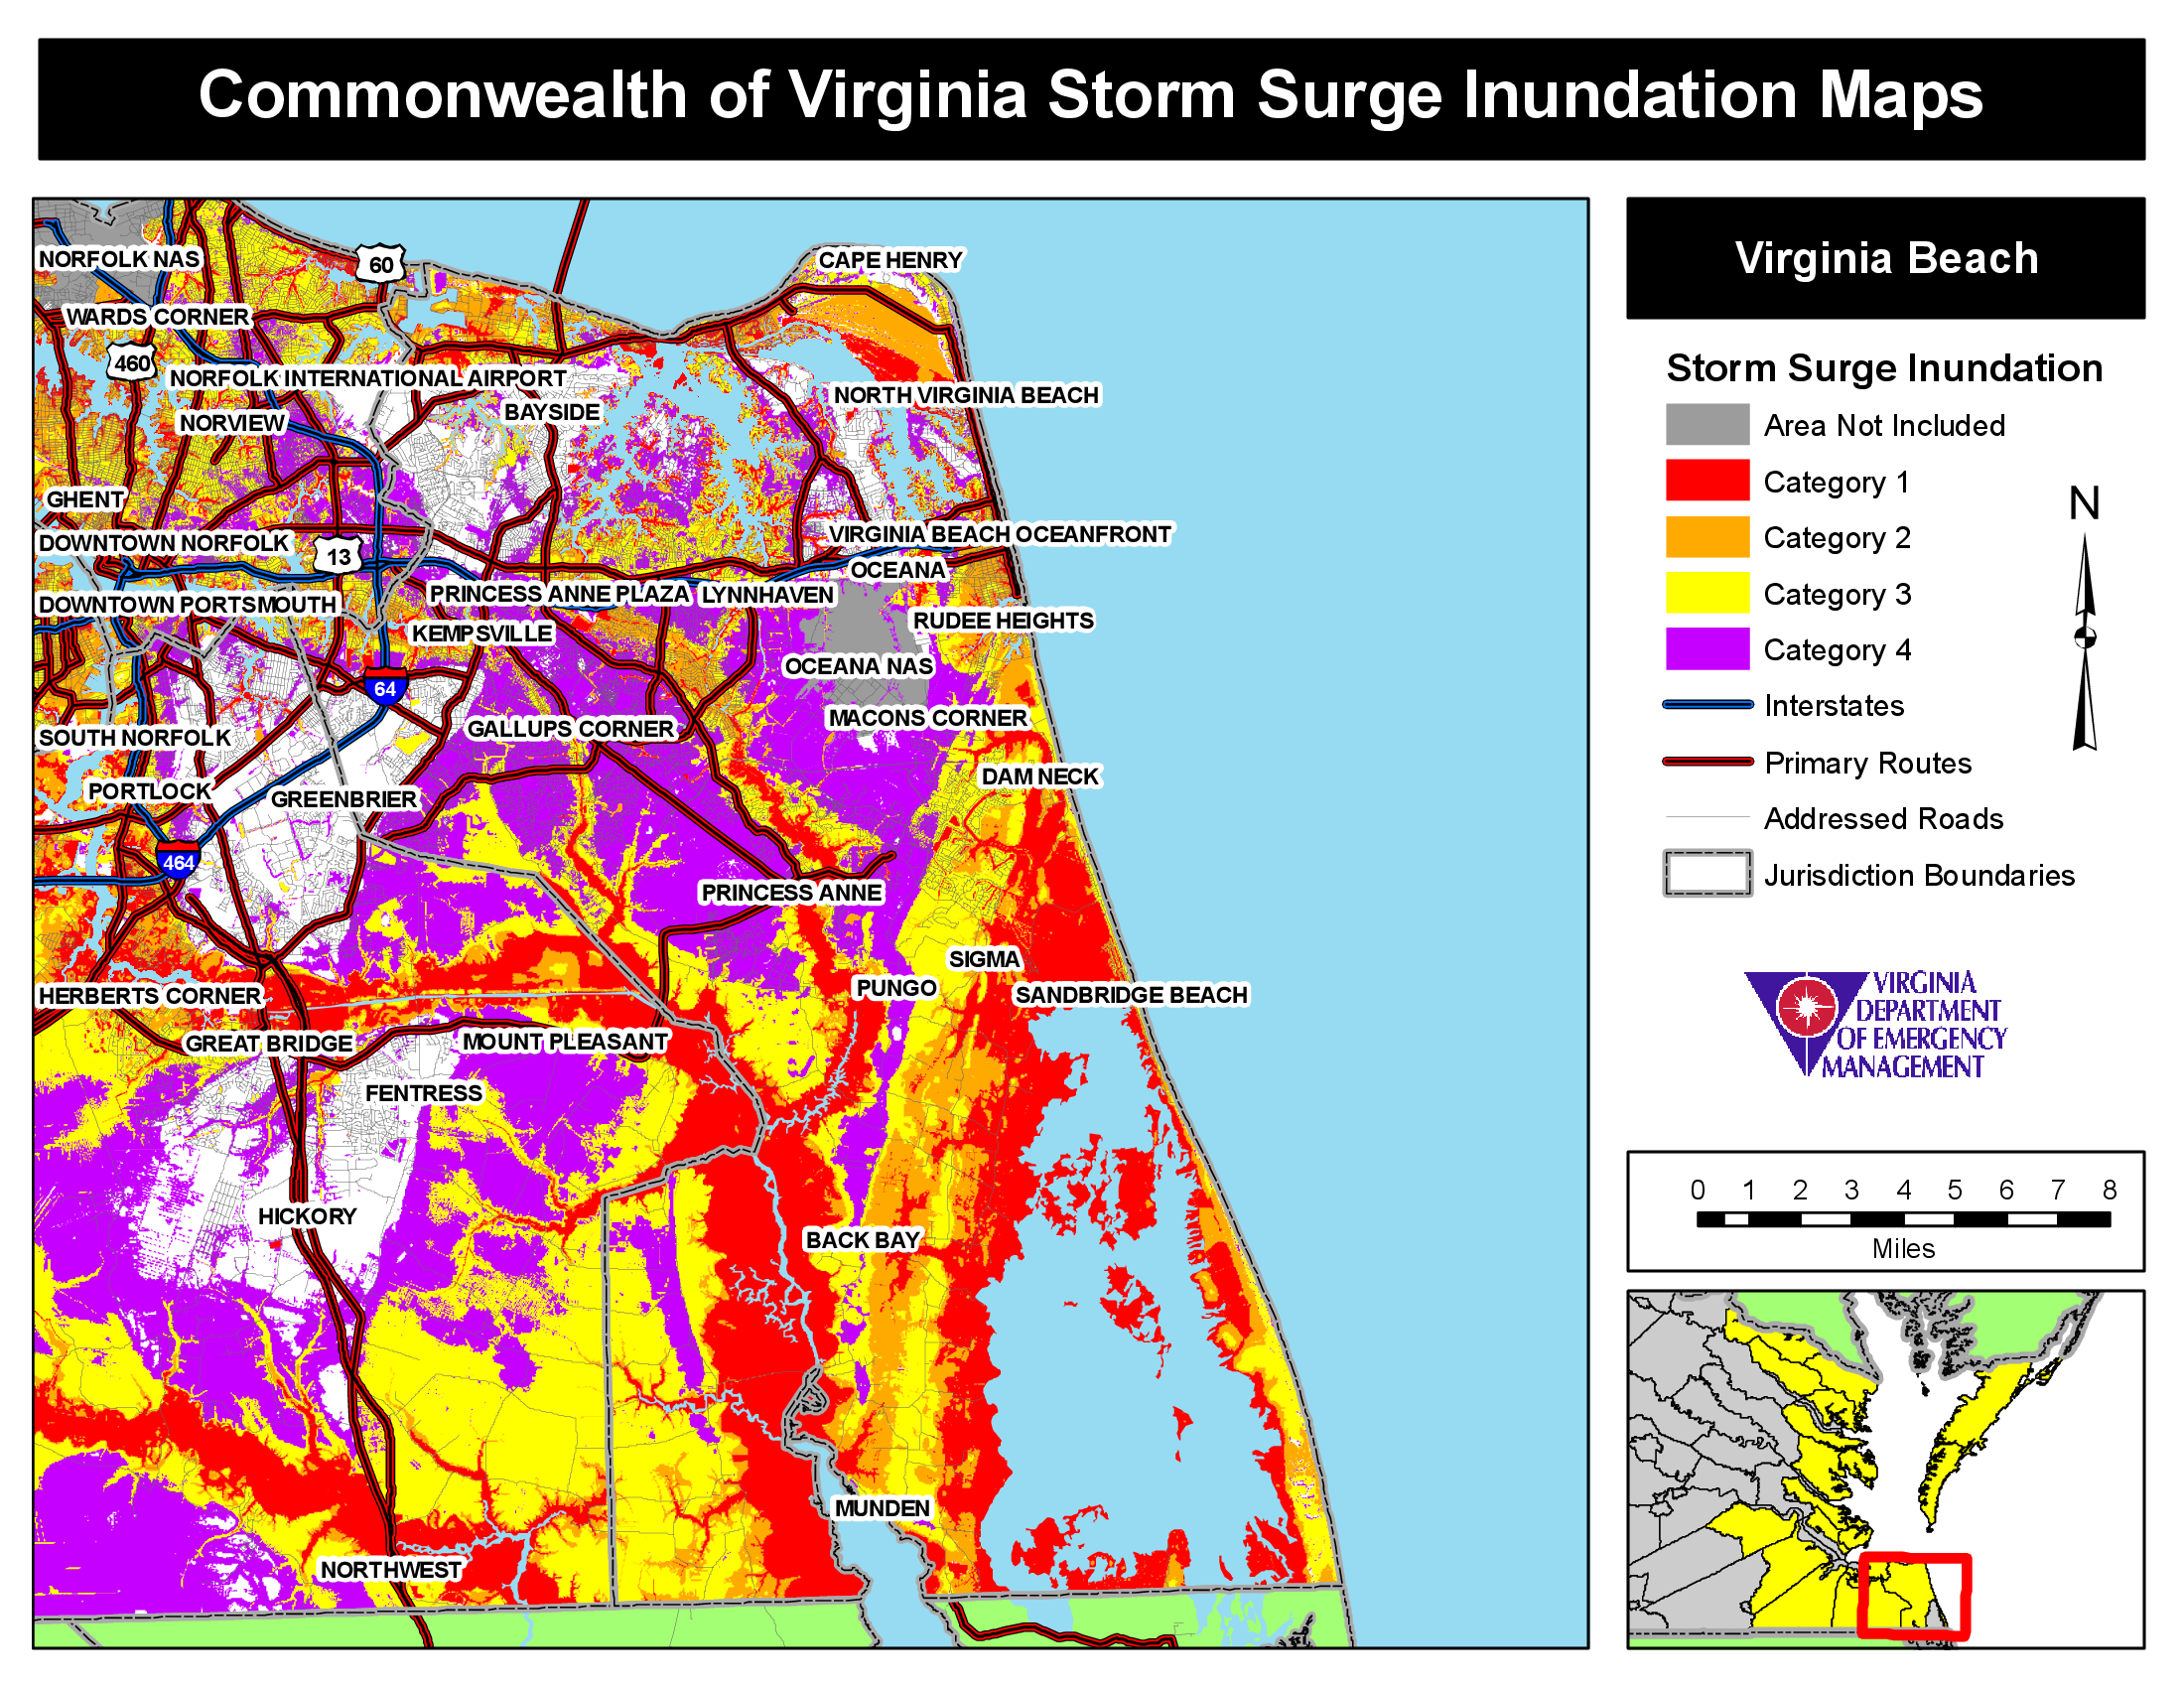 Commonwealth of Virginia Storm Surge Inundation Maps
NORFOLK NAS
60
CAPE HENRY
WARDS CORNER
460
NORFOLK INTERNATIONAL AIRPORT
NORTH VIRGINIA BEACH
BAYSIDE
NORVIEW
GHENT
VIRGINIA BEACH OCEANFRONT
DOWNTOWN NORFOLK
13
OCEANA
PRINCESS ANNE PLAZA
LYNNHAVEN
DOWNTOWN PORTSMOUTH
RUDEE HEIGHTS
KEMPSVILLE
OCEANA NAS
64
MACONS CORNER
GALLUPS CORNER
SOUTH NORFOLK
DAM NECK
PORTLOCK
GREENBRIER
464
PRINCESS ANNE
SIGMA
PUNGO
SANDBRIDGE BEACH
HERBERTS CORNER
GREAT BRIDGE
MOUNT PLEASANT
FENTRESS
HICKORY
BACK BAY
MUNDEN
NORTHWEST
Virginia Beach
Storm Surge Inundation
Area Not Included
Category 1
Category 2
Category 3
Category 4
Interstates
Primary Routes
Addressed Roads
Jurisdiction Boundaries
N
VIRGINIA
DEPARTMENT
OF EMERGENCY
MANAGEMENT
0 1 2 3 4 5 6 7 8
Miles